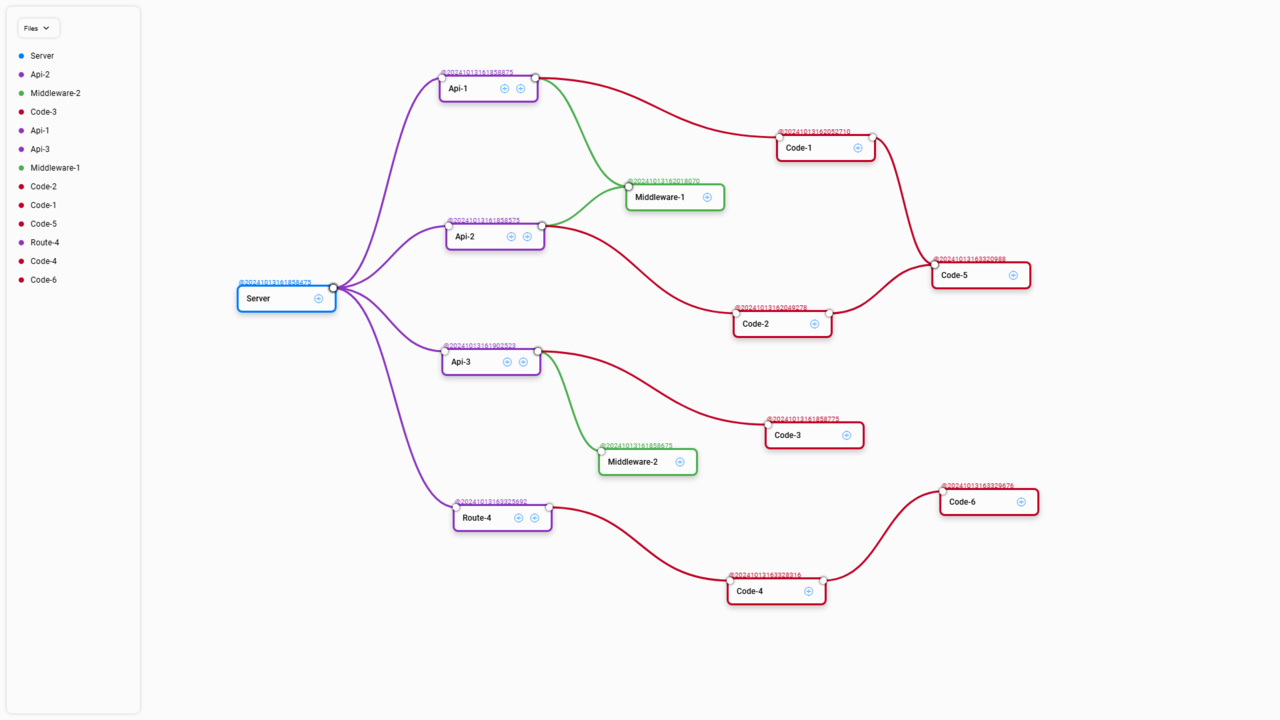 Files
Server
Api-2
Middleware-2
Code-3
Api-1
Api-3
Middleware-1
Code-2
Code-1
Code-5
Route-4
Code-4
Code-6
@20241013161858875
Api-1
@20241013162052710
Code-1
@20241013162018070
Middleware-1
@20241013161858575
Api-2
@20241013163320988
Code-5
@20241013161858475
Server
@20241013162049278
Code-2
@20241013161902523
Api-3
@20241013161858775
Code-3
@20241013161858675
Middleware-2
@20241013163329676
Code-6
@20241013163325692
Route-4
@20241013163328316
Code-4